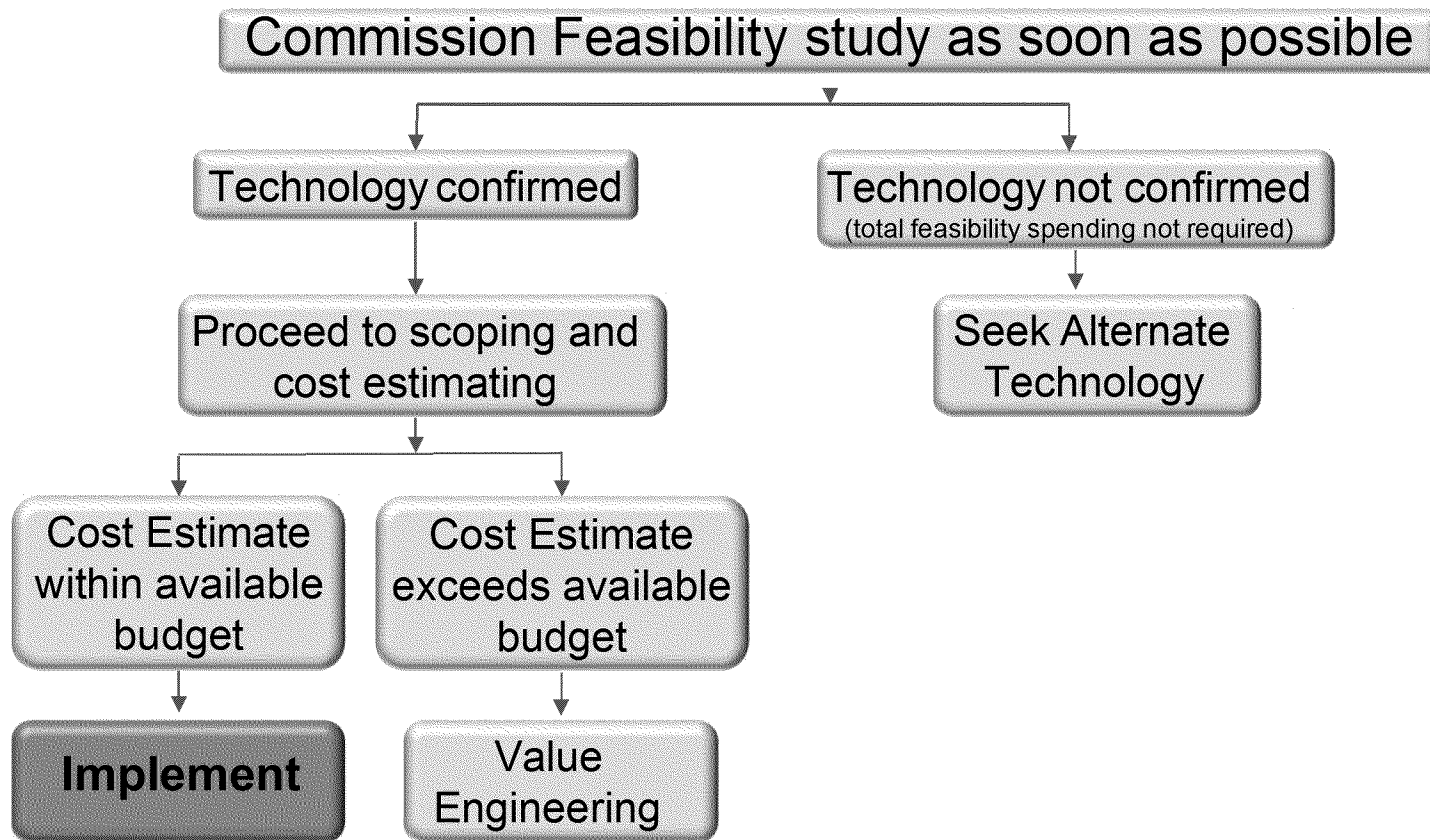 Commission Feasibility study as soon as possible
Technology confirmed
Technology not confirmed
(total feasibility spending not required)
Proceed to scoping and
cost estimating
Seek Alternate
Technology
Cost Estimate
within available
budget
Cost Estimate
exceeds available
budget
Implement
Value
Engineering